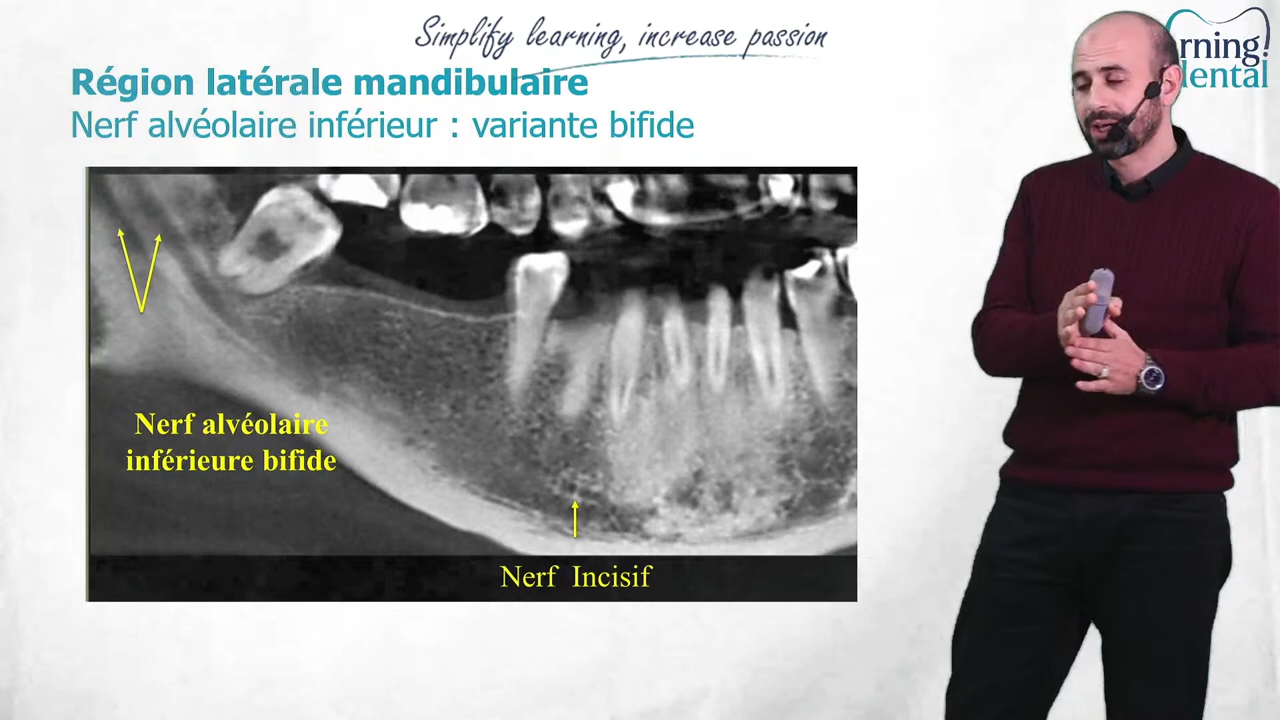 Simplify learning, increase passion
rning!
dental
Région latérale mandibulaire
Nerf alvéolaire inférieur : variante bifide
Nerf alvéolaire
inférieure bifide
Nerf Incisif